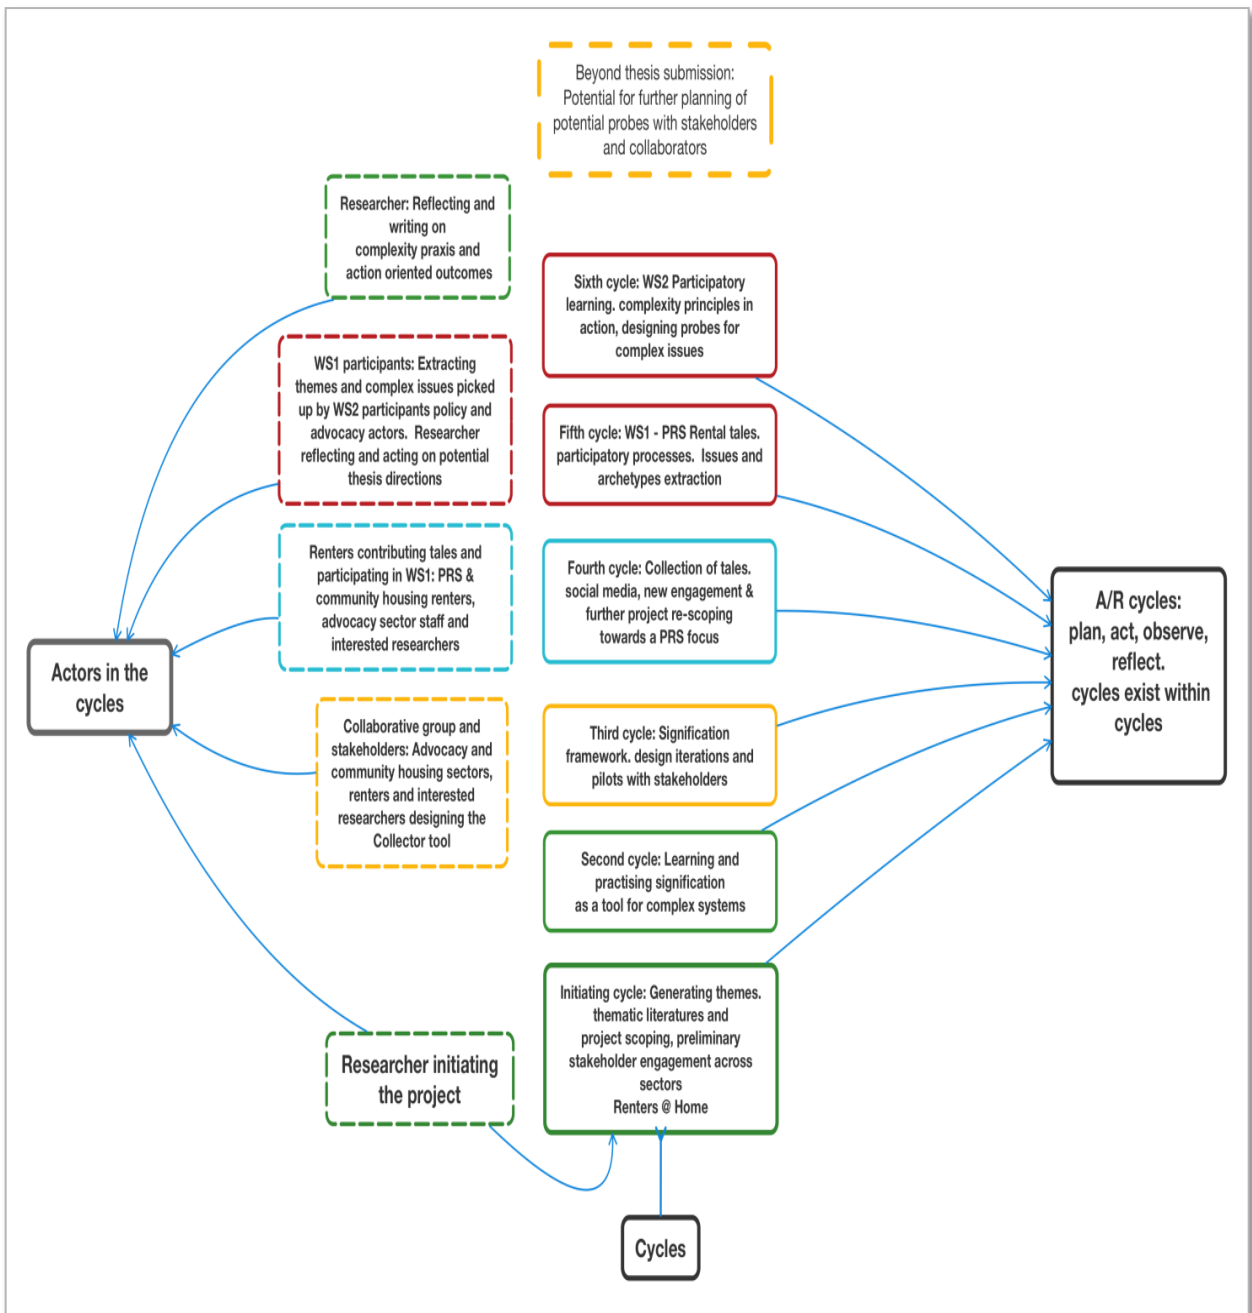 Beyond thesis submission:
Potential for further planning of
potential probes with stakeholders
and collaborators
Researcher: Reflecting and
writing on
complexity praxis and
action oriented outcomes
Sixth cycle: WS2 Participatory
learning. complexity principles in
action, designing probes for
complex issues
WS1 participants: Extracting
themes and complex issues picked
up by WS2 participants policy and
advocacy actors. Researcher
reflecting and acting on potential
thesis directions
Fifth cycle: WS1 - PRS Rental tales.
participatory processes. Issues and
archetypes extraction
Renters contributing tales and
participating in WS1: PRS &
community housing renters,
advocacy sector staff and
interested researchers
Fourth cycle: Collection of tales.
social media, new engagement &
further project re-scoping
towards a PRS focus
A/R cycles:
plan, act, observe,
reflect.
cycles exist within
cycles
Actors in the
cycles
Collaborative group and
stakeholders: Advocacy and
community housing sectors,
renters and interested
researchers designing the
Collector tool
Third cycle: Signification
framework. design iterations and
pilots with stakeholders
Second cycle: Learning and
practising signification
as a tool for complex systems
Initiating cycle: Generating themes.
thematic literatures and
project scoping, preliminary
stakeholder engagement across
sectors
Renters @ Home
Researcher initiating
the project
Cycles